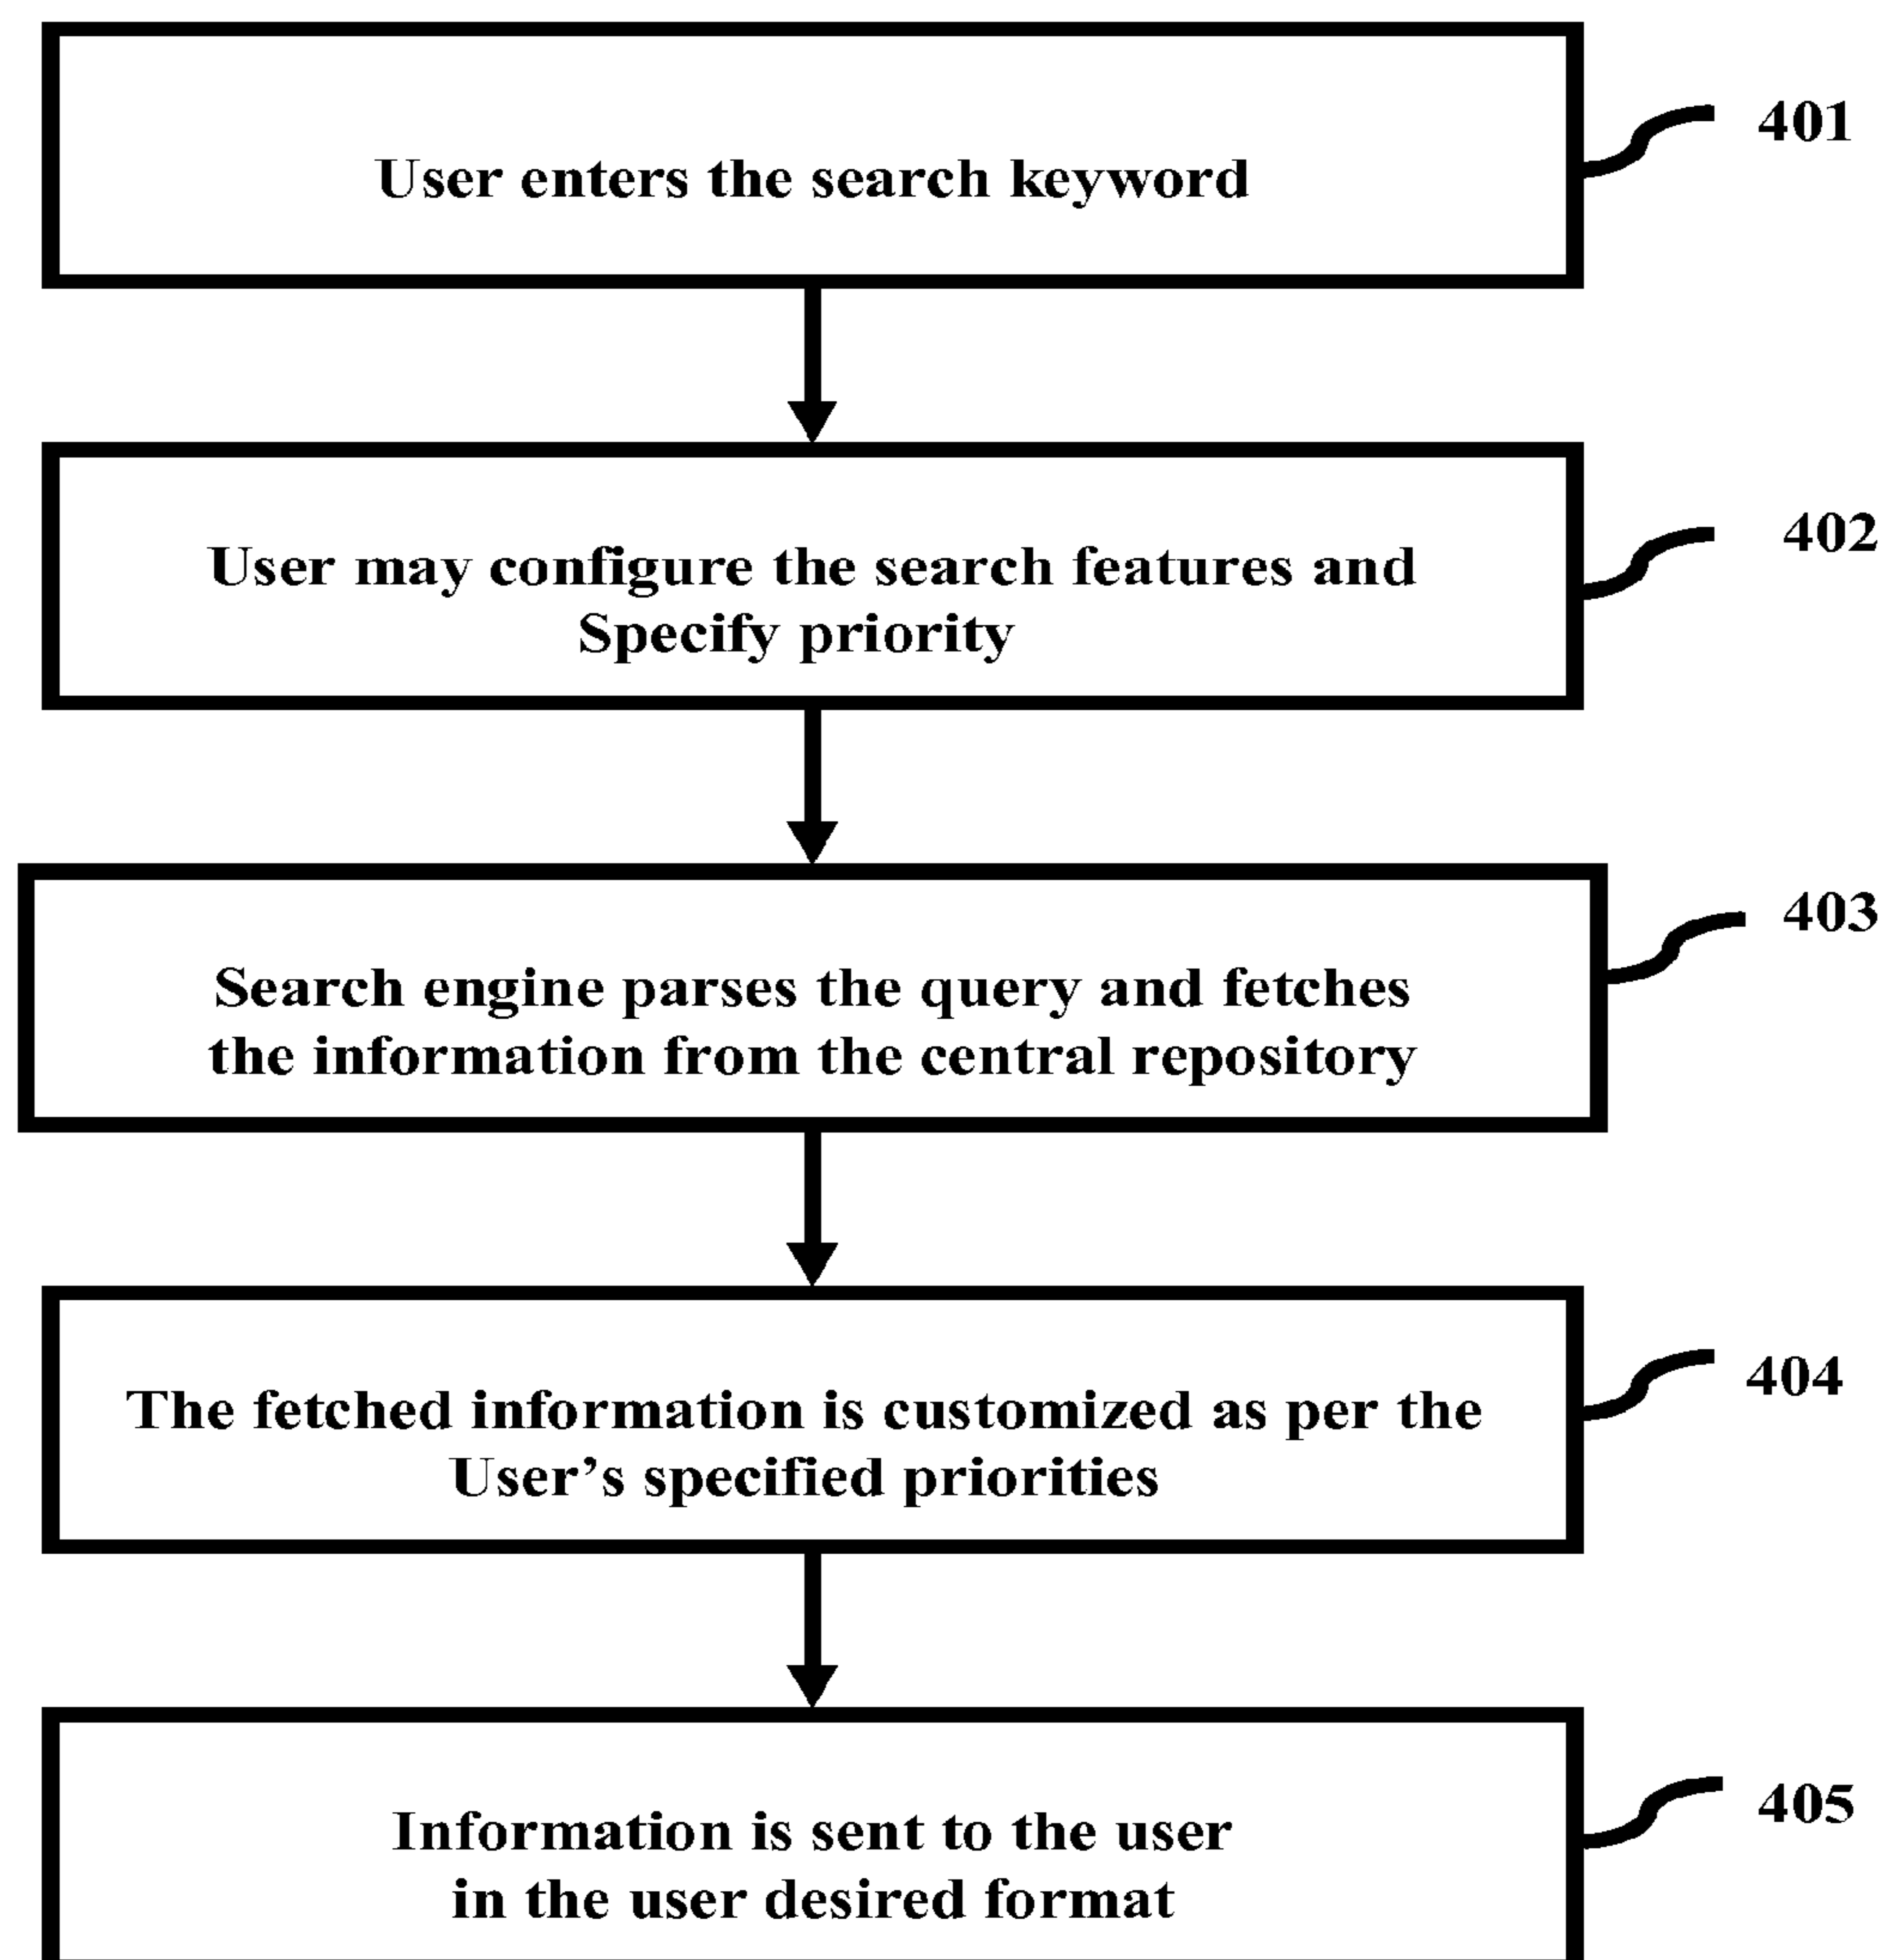 User enters the search keyword
401
User may configure the search features and
Specify priority
402
Search engine parses the query and fetches
the information from the central repository
403
The fetched information is customized as per the
User’s specified priorities
404
Information is sent to the user
in the user desired format
405